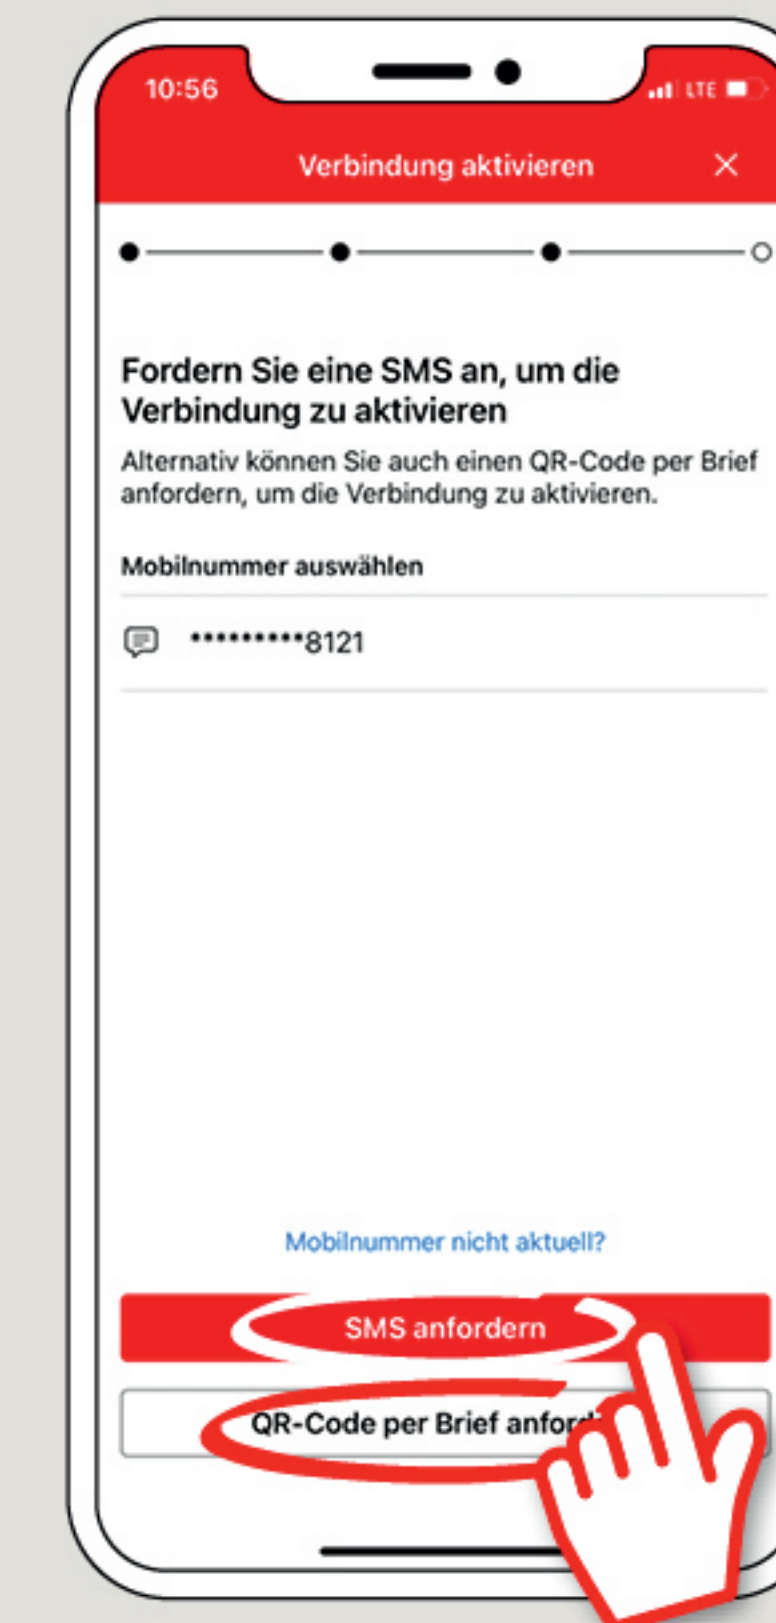 10:56
LTE
Verbindung aktivieren
Fordern Sie eine SMS an, um die
Verbindung zu aktivieren
Alternativ können Sie auch einen QR-Code per Brief
anfordern, um die Verbindung zu aktivieren.
Mobilnummer auswählen
•••••••••8121
Mobilnummer nicht aktuell?
SMS anfordern
QR-Code per Brief